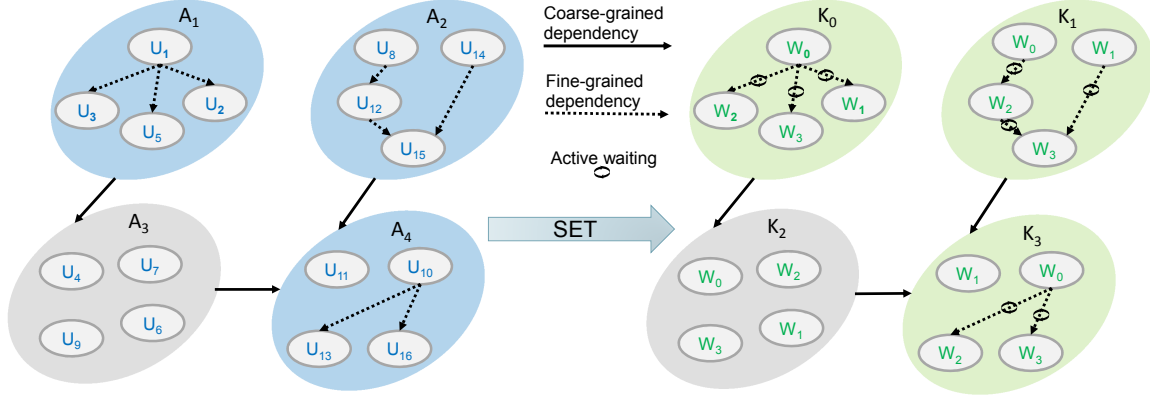 A1
U1
U3
U5
U2
A2
U8
U14
U12
U15
A3
U4
U7
U9
U6
A4
U11
U10
U13
U16
Coarse-grained
dependency
Fine-grained
dependency
Active waiting
SET
K0
W0
W2
W3
W1
K1
W0
W1
W2
W3
K2
W0
W2
W3
W1
K3
W1
W0
W2
W3